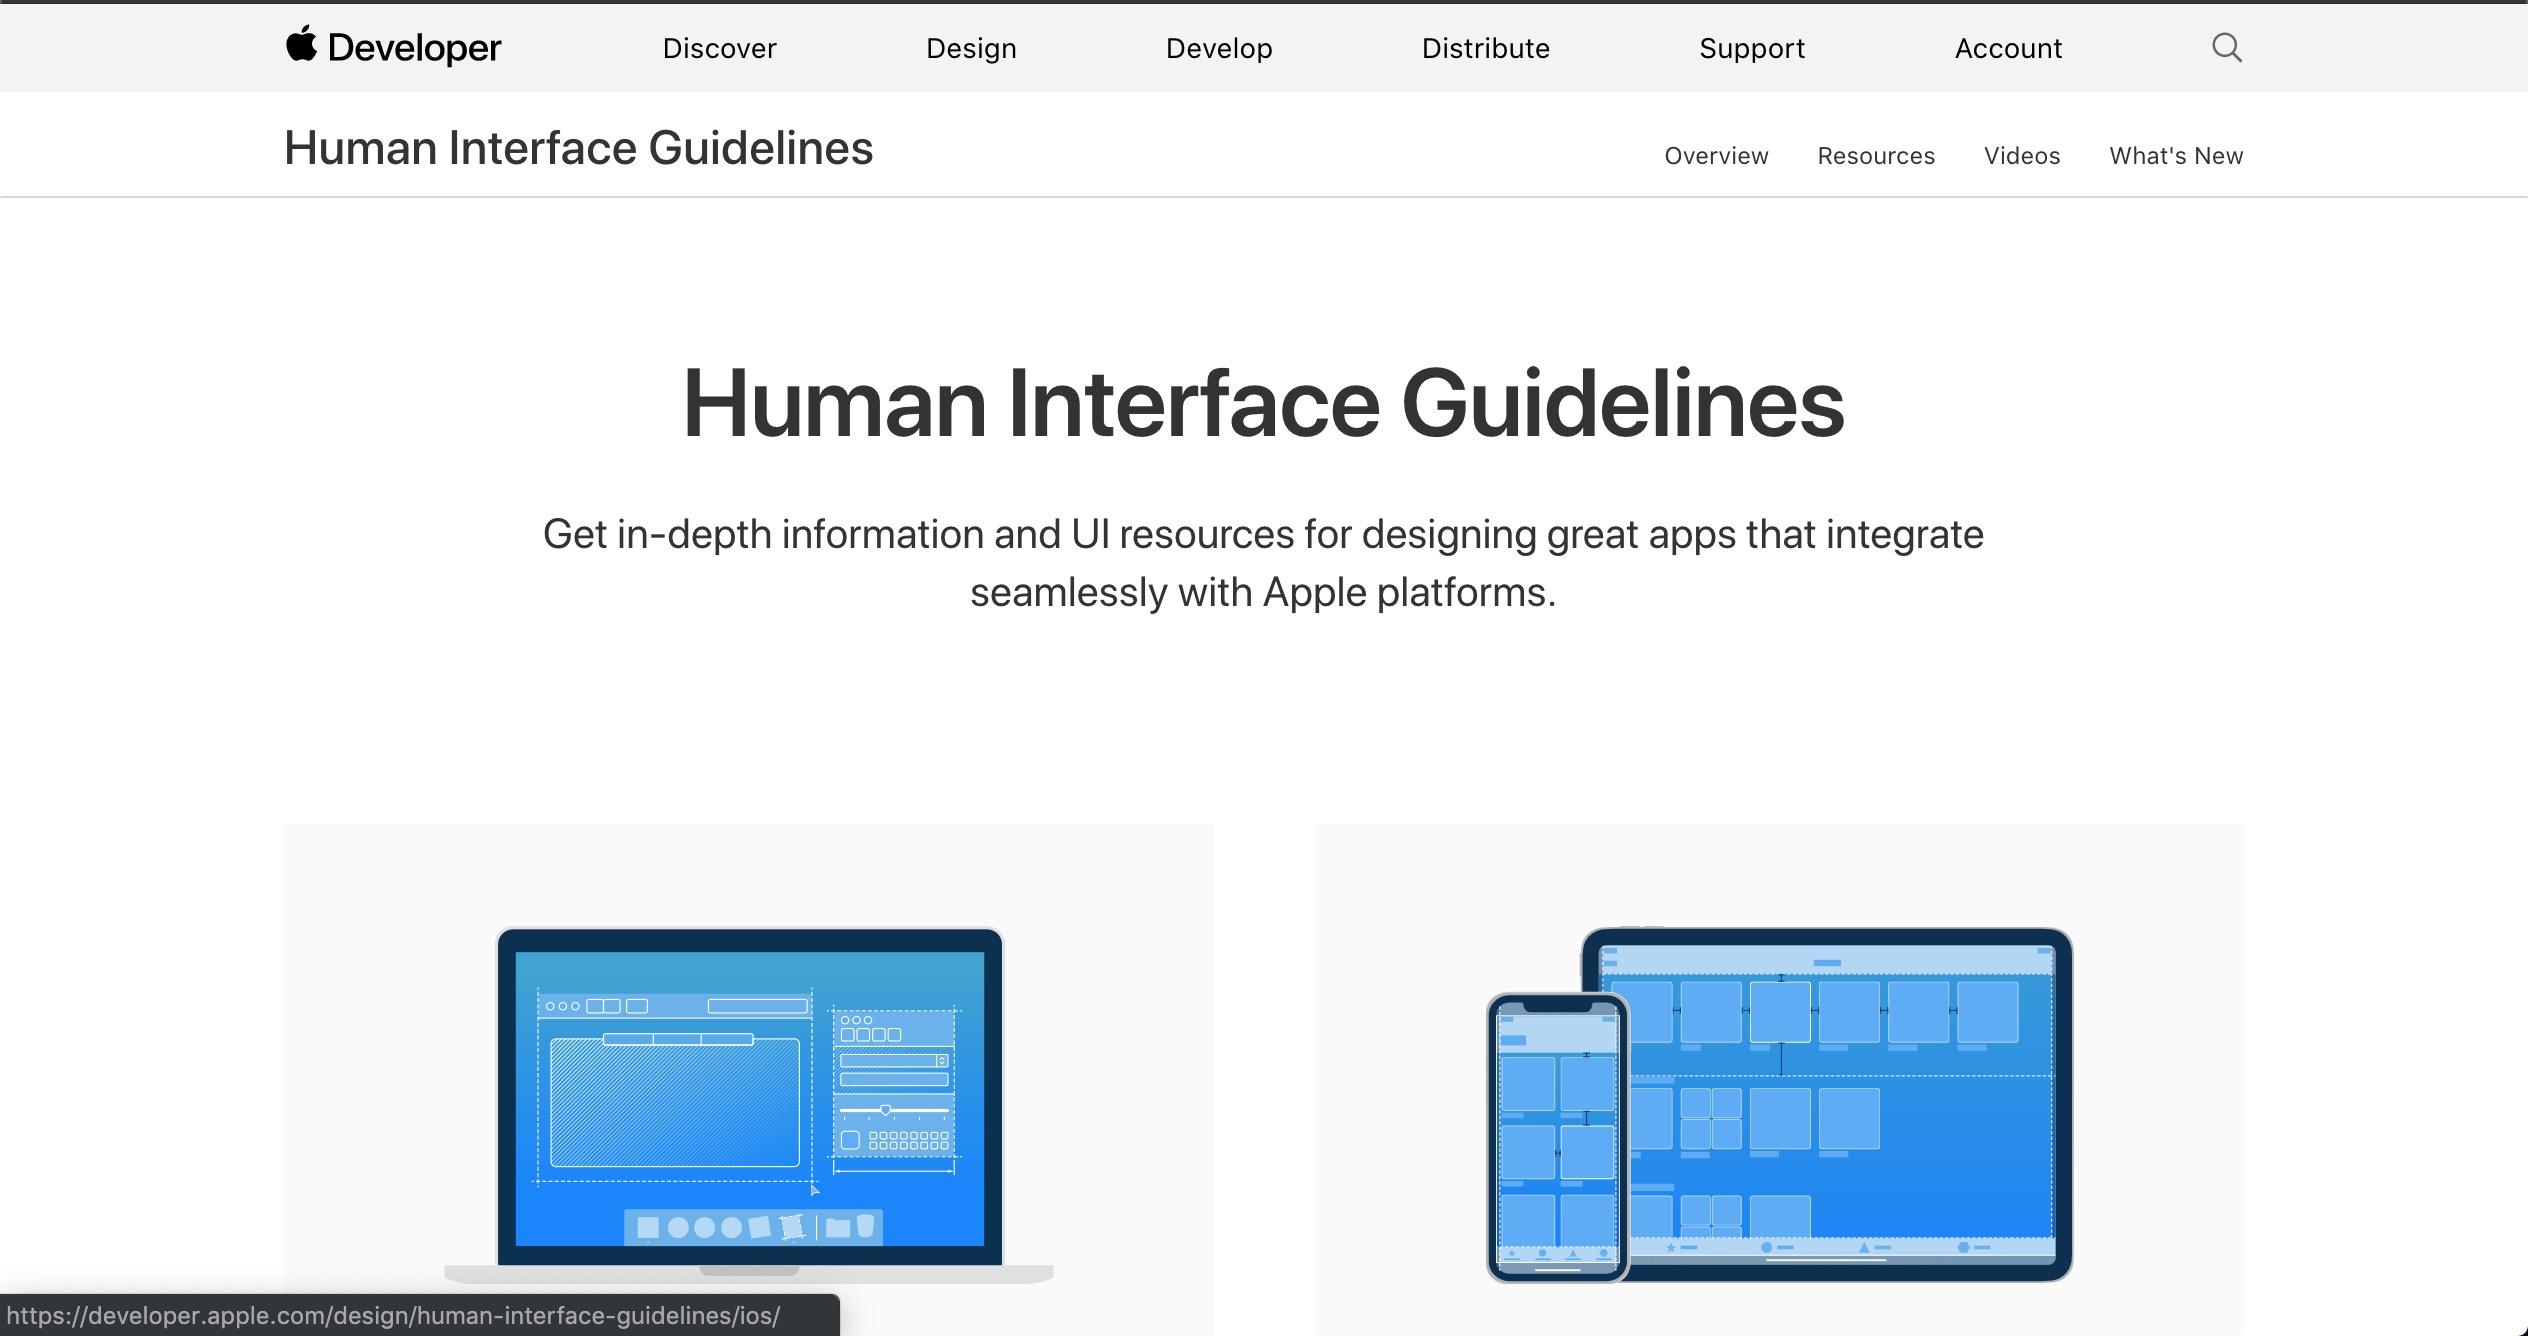 Developer
Discover
Design
Develop
Distribute
Support
Account
Human Interface Guidelines
Overview
Resources
Videos
What's New
Human Interface Guidelines
Get in-depth information and UI resources for designing great apps that integrate
seamlessly with Apple platforms.
https://developer.apple.com/design/human-interface-guidelines/ios/